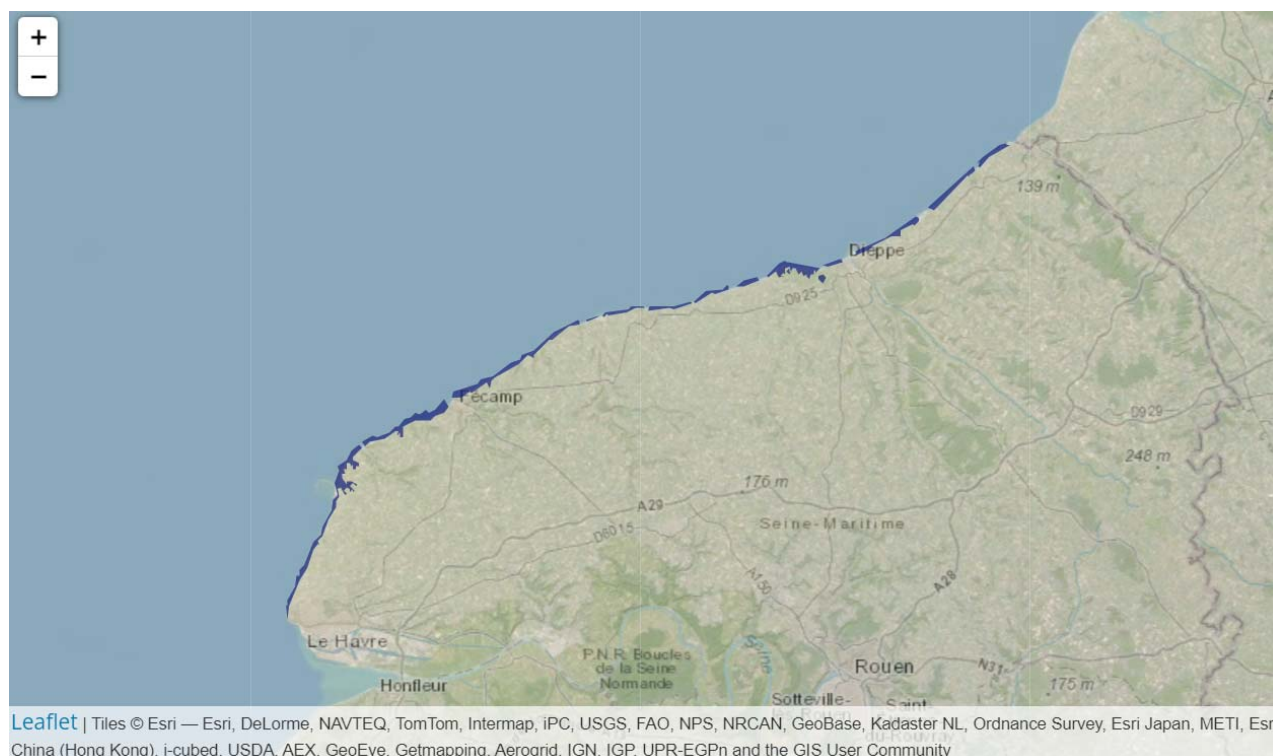 +
−
139 m
Dieppe
D925
Fécamp
D929
248 m
176 m
A29
Seine-Maritime
D6015
A150
A28
Le Havre
P.N.R. Boucles
de la Seine
Normande
Seine
Rouen
N31
175 m
Honfleur
Sotteville-
Saint-
Leaflet | Tiles © Esri — Esri, DeLorme, NAVTEQ, TomTom, Intermap, iPC, USGS, FAO, NPS, NRCAN, GeoBase, Kadaster NL, Ordnance Survey, Esri Japan, METI, Esri
China (Hong Kong), i-cubed, USDA, AEX, GeoEye, Getmapping, Aerogrid, IGN, IGP, UPR-EGPn and the GIS User Community